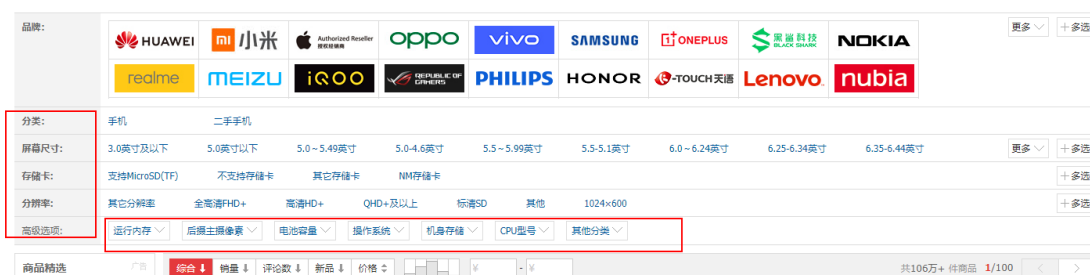 品牌:
HUAWEI 小米 Authorized Reseller 授权经销商 OPPO vivo SAMSUNG ONEPLUS 黑鲨科技 BLACK SHARK NOKIA 更多 +多选
realme MEIZU iQOO REPUBLIC OF GAMERS PHILIPS HONOR K-TOUCH天语 Lenovo nubia
分类: 手机 二手手机
屏幕尺寸: 3.0英寸及以下 5.0英寸以下 5.0～5.49英寸 5.0-4.6英寸 5.5～5.99英寸 5.5-5.1英寸 6.0～6.24英寸 6.25-6.34英寸 6.35-6.44英寸 更多 +多选
存储卡: 支持MicroSD(TF) 不支持存储卡 其它存储卡 NM存储卡 +多选
分辨率: 其它分辨率 全高清FHD+ 高清HD+ QHD+及以上 标清SD 其他 1024×600 +多选
高级选项: 运行内存 后摄主摄像素 电池容量 操作系统 机身存储 CPU型号 其他分类
商品精选 广告 综合 销量 评论数 新品 价格 ¥ - ¥ 共106万+ 件商品 1/100 < >